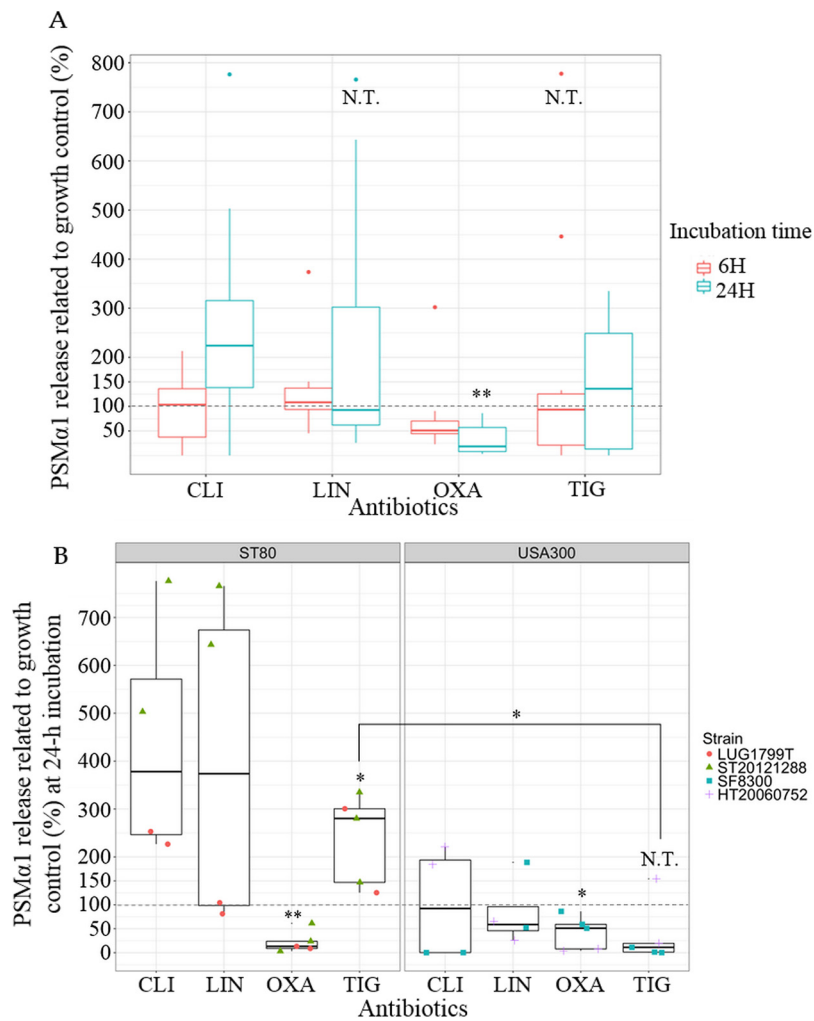 A
PSMα1 release related to growth control (%)
800
700
600
500
400
300
200
150
100
50
N.T.
N.T.
**
CLI
LIN
OXA
TIG
Antibiotics
Incubation time
6H
24H
B
ST80
USA300
PSMα1 release related to growth
control (%) at 24-h incubation
700
600
500
400
300
200
150
100
50
0
**
*
*
*
N.T.
CLI
LIN
OXA
TIG
CLI
LIN
OXA
TIG
Antibiotics
Strain
LUG1799T
ST20121288
SF8300
HT20060752